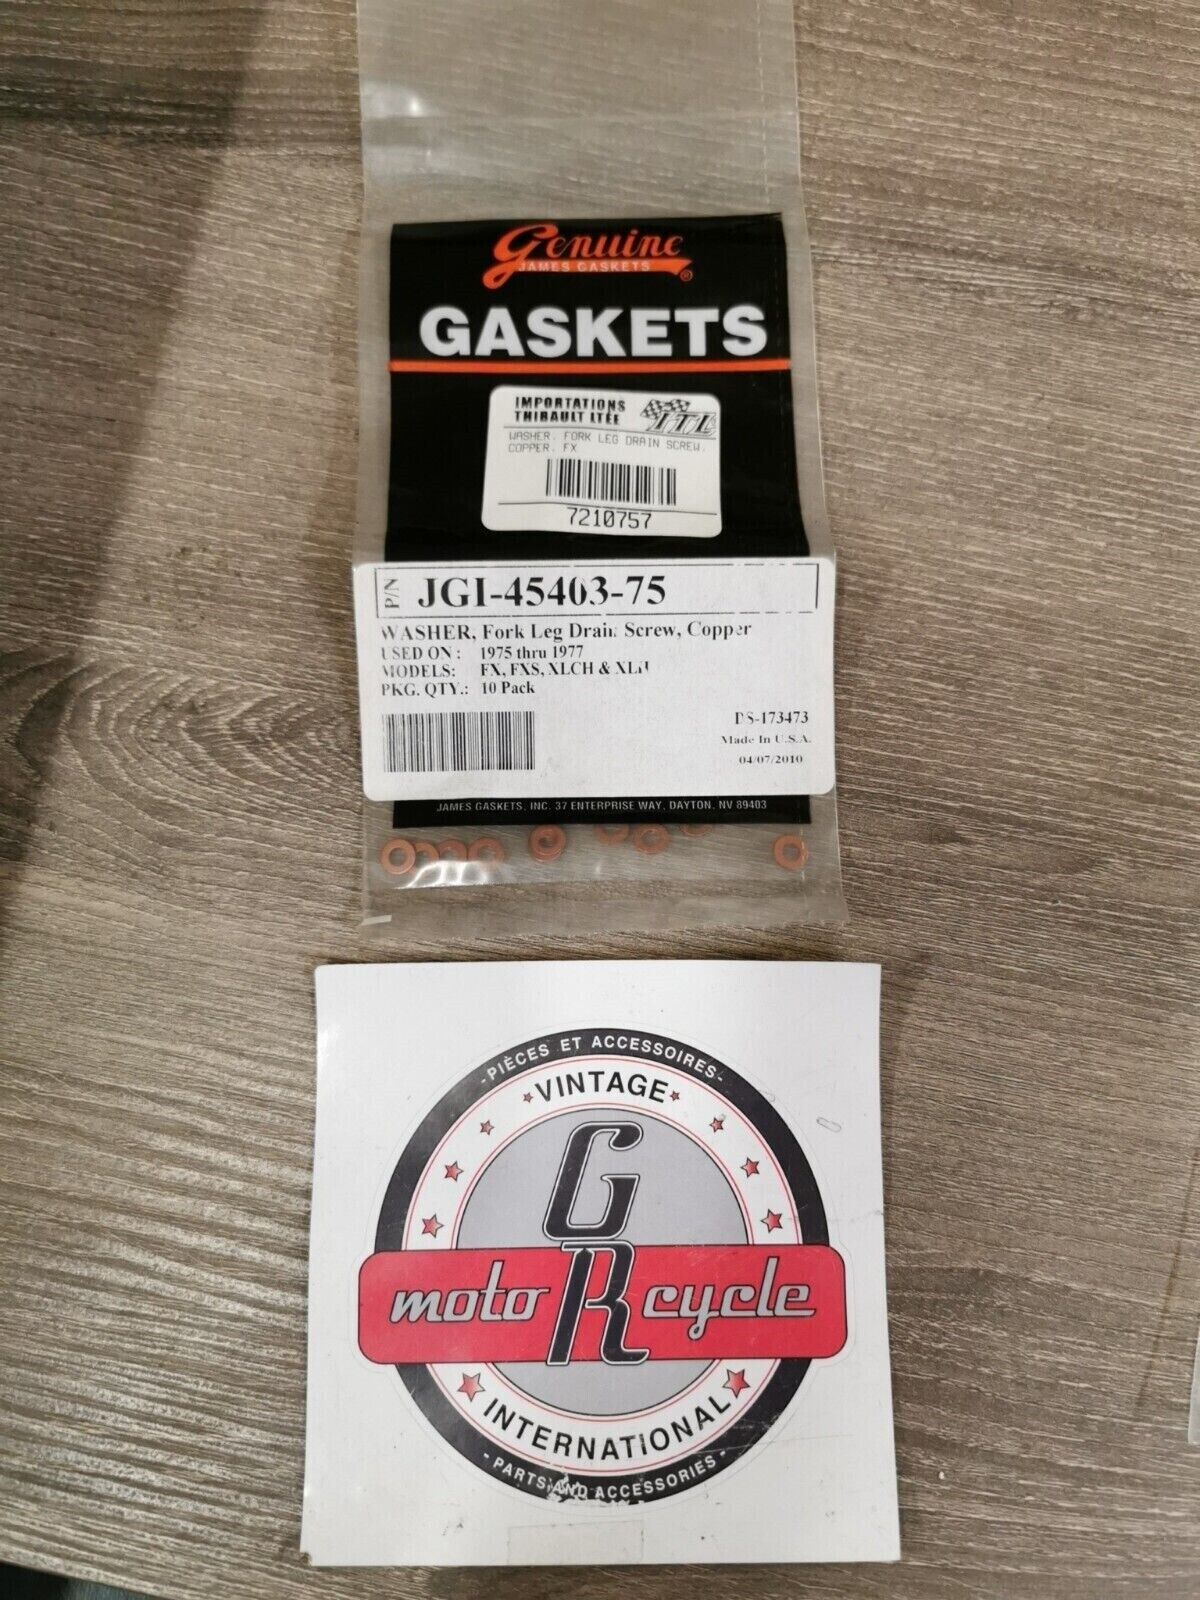 Genuine
JAMES GASKETS ®
GASKETS
IMPORTATIONS
THIBAULT LTÉE
ITL
WASHER, FORK LEG DRAIN SCREW,
COPPER, FX
7210757
P/N JGI-45403-75
WASHER, Fork Leg Drain Screw, Copper
USED ON : 1975 thru 1977
MODELS: FX, FXS, XLCH & XLH
PKG. QTY.: 10 Pack
DS-173473
Made In U.S.A.
04/07/2010
JAMES GASKETS, INC. 37 ENTERPRISE WAY, DAYTON, NV 89403
-PIÈCES ET ACCESSOIRES-
VINTAGE
G
moto R cycle
INTERNATIONAL
- PARTS AND ACCESSORIES -